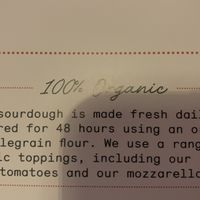 100% Organic
sourdough is made fresh dail
red for 48 hours using an o
legrain flour. We use a rang
ic toppings, including our
tomatoes and our mozzarell